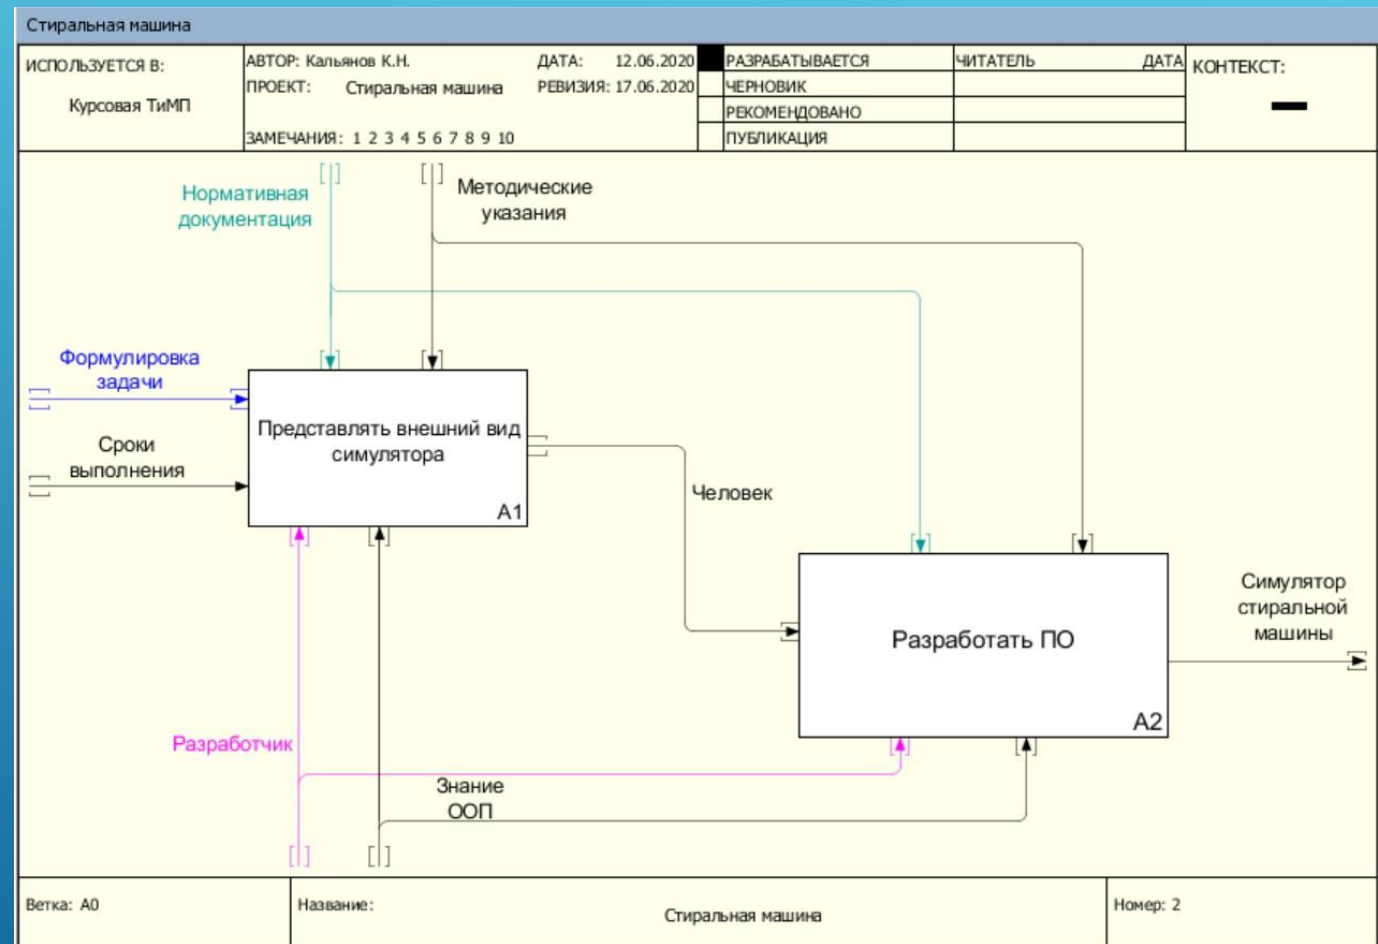 Стиральная машина
ИСПОЛЬЗУЕТСЯ В:
Курсовая ТиМП
АВТОР: Кальянов К.Н.
ДАТА: 12.06.2020
ПРОЕКТ: Стиральная машина
РЕВИЗИЯ: 17.06.2020
ЗАМЕЧАНИЯ: 1 2 3 4 5 6 7 8 9 10
РАЗРАБАТЫВАЕТСЯ
ЧЕРНОВИК
РЕКОМЕНДОВАНО
ПУБЛИКАЦИЯ
ЧИТАТЕЛЬ ДАТА
КОНТЕКСТ:
Нормативная
документация
Методические
указания
Формулировка
задачи
Сроки
выполнения
Представлять внешний вид
симулятора
A1
Человек
Разработать ПО
A2
Симулятор
стиральной
машины
Разработчик
Знание
ООП
Ветка: A0
Название:
Стиральная машина
Номер: 2